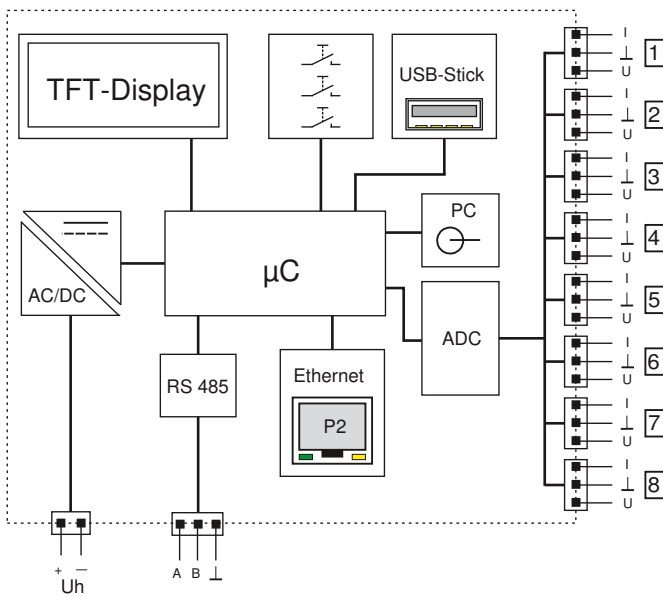 TFT-Display
USB-Stick
PC
µC
AC/DC
ADC
RS 485
Ethernet
P2
I
⊥
U
1
I
⊥
U
2
I
⊥
U
3
I
⊥
U
4
I
⊥
U
5
I
⊥
U
6
I
⊥
U
7
I
⊥
U
8
+ −
Uh
A B ⊥